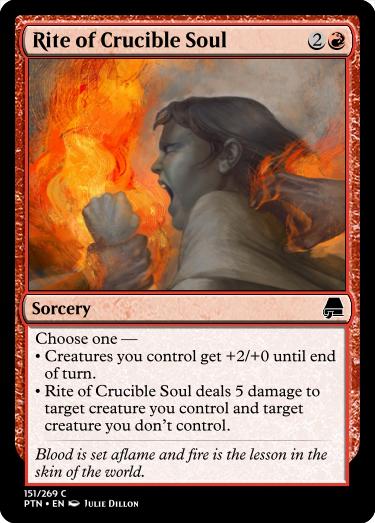 Rite of Crucible Soul 2
Sorcery
Choose one —
• Creatures you control get +2/+0 until end
of turn.
• Rite of Crucible Soul deals 5 damage to
target creature you control and target
creature you don't control.
Blood is set aflame and fire is the lesson in the
skin of the world.
151/269 C
PTN • EN Julie Dillon